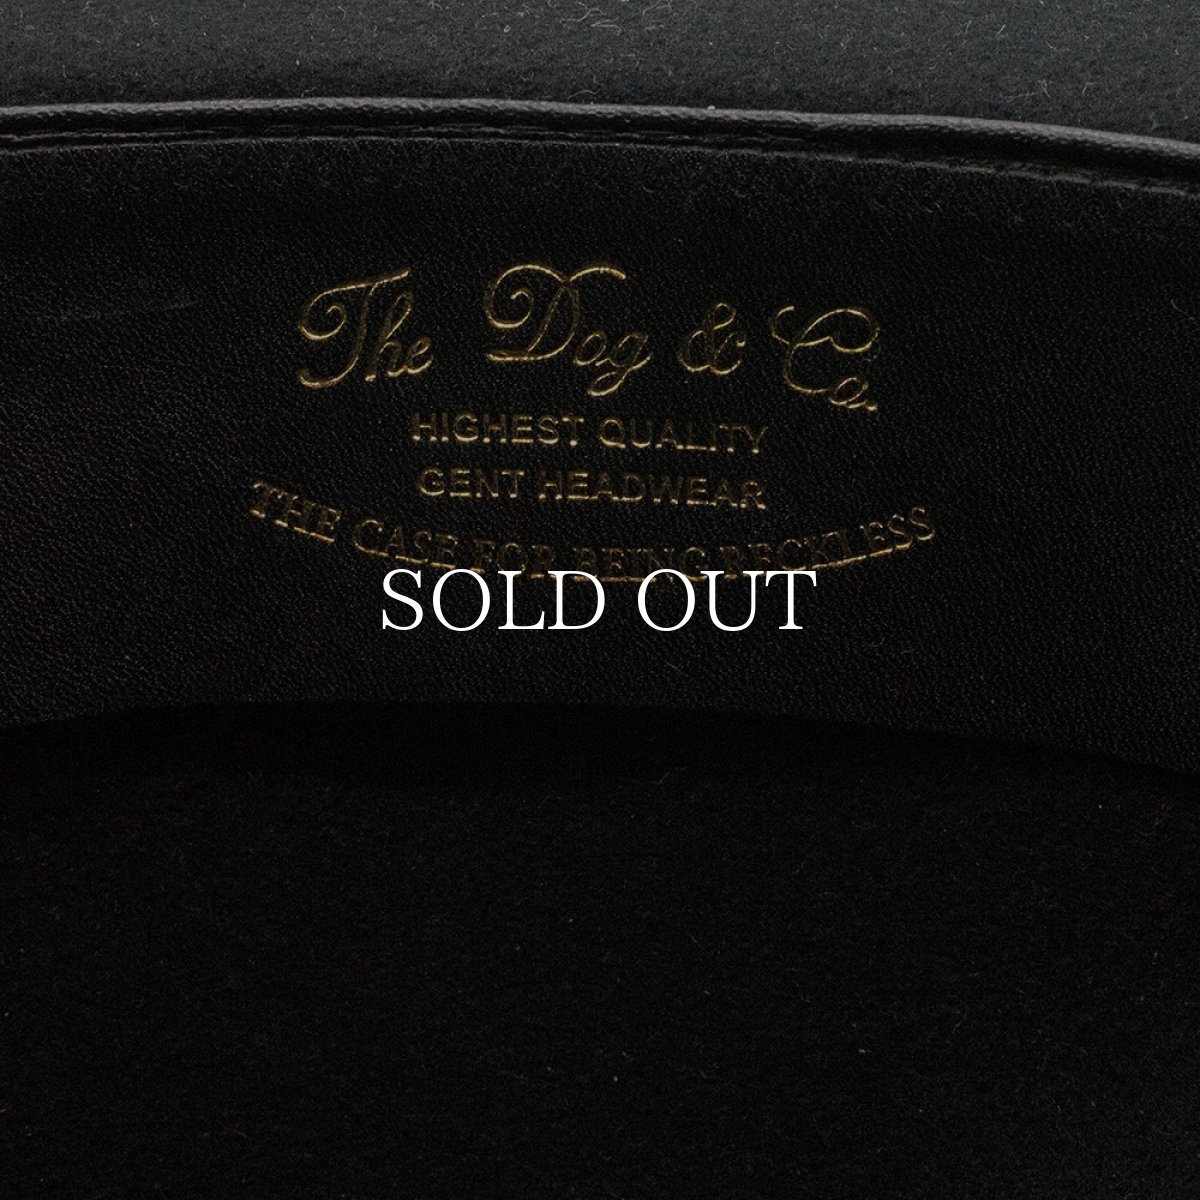 The Dog & Co.
HIGHEST QUALITY
GENT HEADWEAR
THE CASE FOR BEING RECKLESS
SOLD OUT